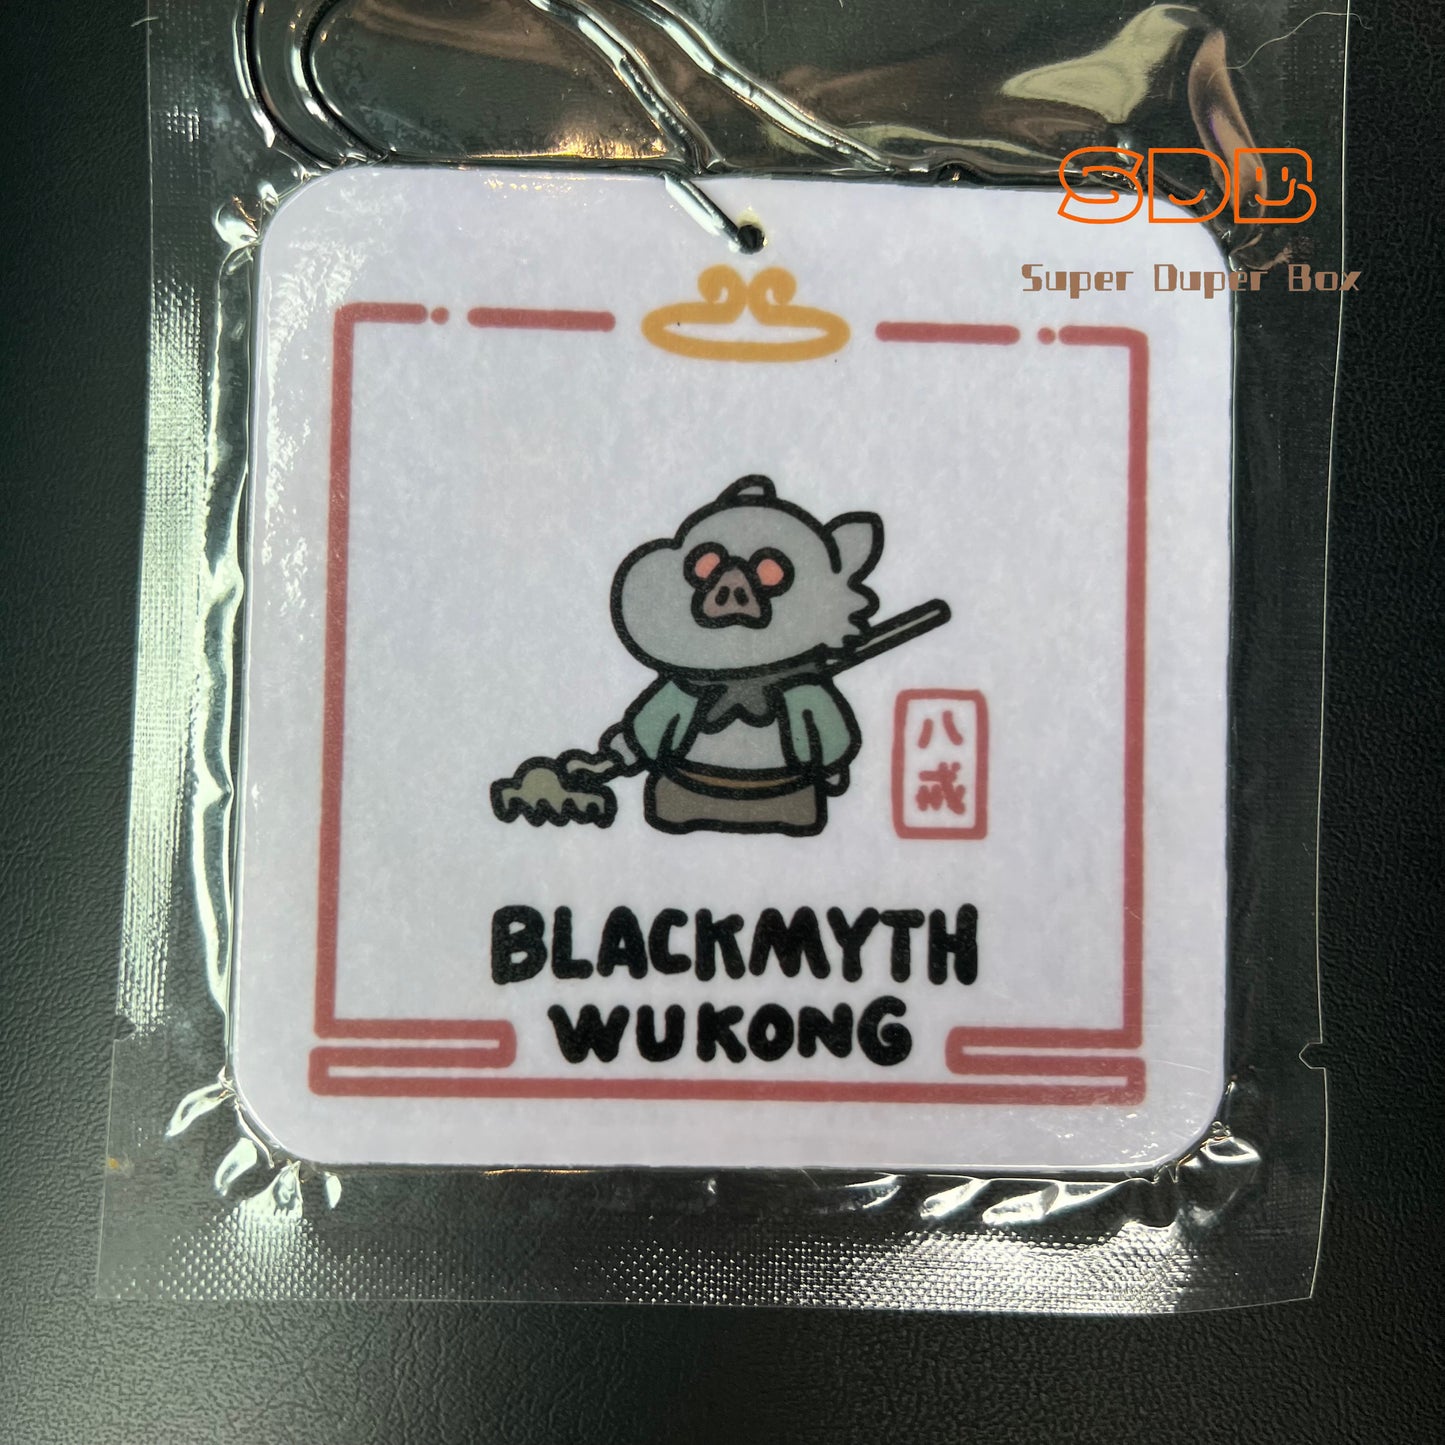 SDB
Super Duper Box
八
戒
BLACKMYTH
WUKONG